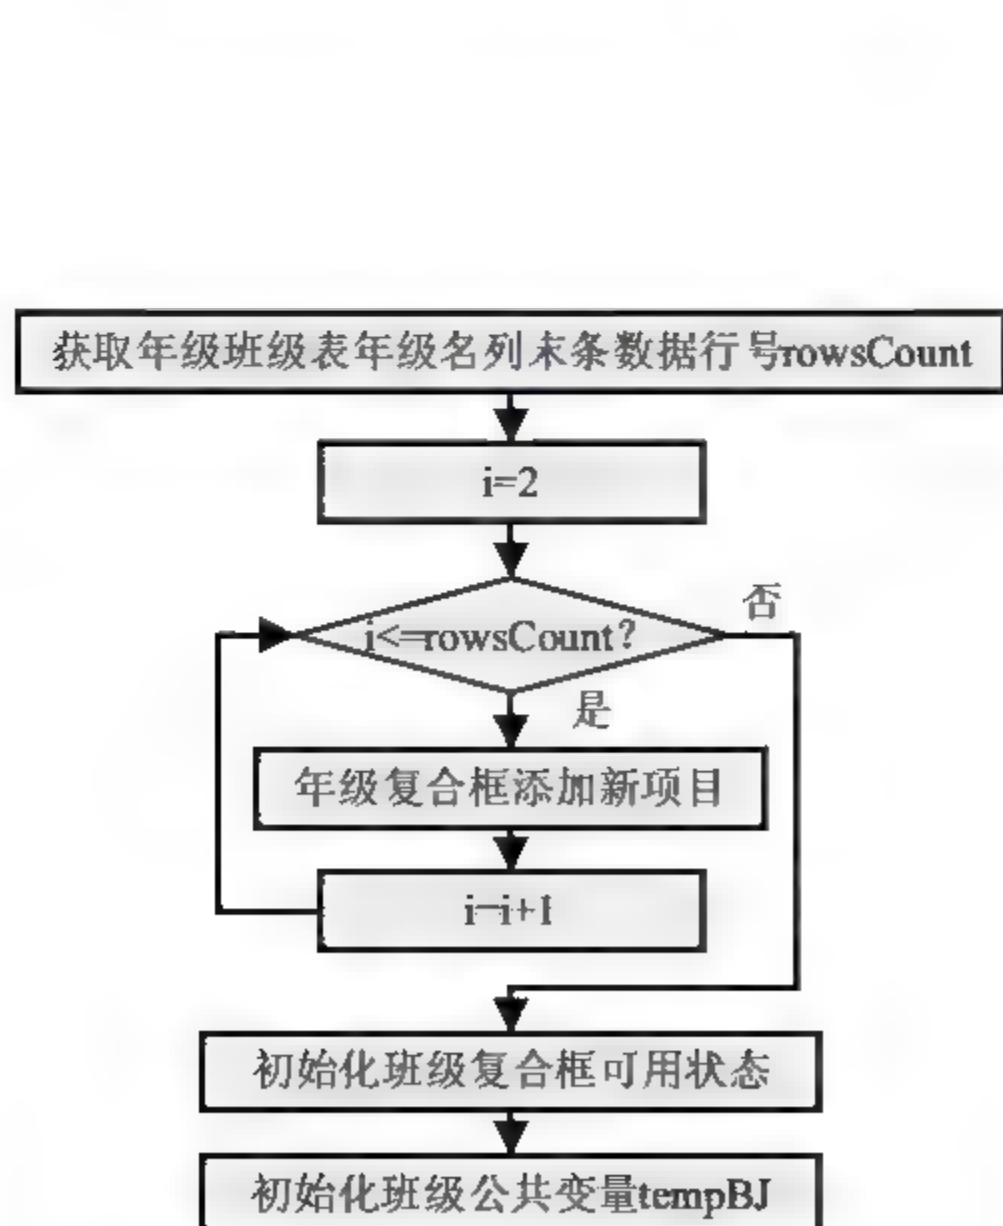 获取年级班级表年级名列末条数据行号rowsCount
i=2
i<=rowsCount?
否
是
年级复合框添加新项目
i=i+1
初始化班级复合框可用状态
初始化班级公共变量tempBJ